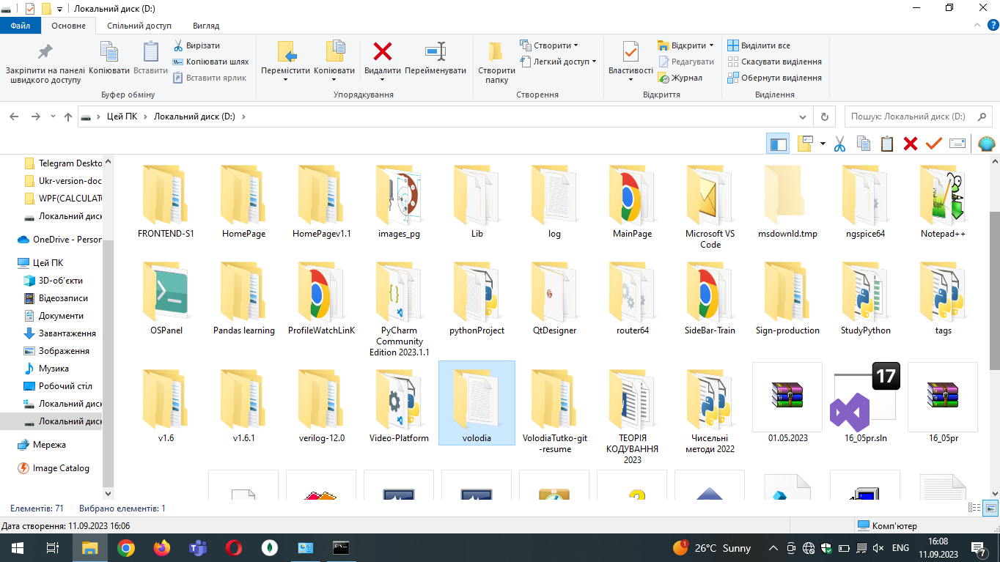 Локальний диск (D:)
Файл Основне Спільний доступ Вигляд
Закріпити на панелі швидкого доступу
Копіювати
Вставити
Вирізати
Копіювати шлях
Вставити ярлик
Буфер обміну
Перемістити
Копіювати
Видалити
Перейменувати
Упорядкування
Створити папку
Створити
Легкий доступ
Створення
Властивості
Відкрити
Редагувати
Журнал
Відкриття
Виділити все
Скасувати виділення
Обернути виділення
Виділення
Цей ПК > Локальний диск (D:) >
Пошук: Локальний диск (D:)
Telegram Deskto
Ukr-version-doc
WPF(CALCULAT
Локальний диск
OneDrive - Person
Цей ПК
3D-об'єкти
Відеозаписи
Документи
Завантаження
Зображення
Музика
Робочий стіл
Локальний диск
Локальний диск
Мережа
Image Catalog
FRONTEND-S1
HomePage
HomePagev1.1
images_pg
Lib
log
MainPage
Microsoft VS
Code
msdownld.tmp
ngspice64
Notepad++
OSPanel
Pandas learning
ProfileWatchLinK
PyCharm
Community
Edition 2023.1.1
pythonProject
QtDesigner
router64
SideBar-Train
Sign-production
StudyPython
tags
v1.6
v1.6.1
verilog-12.0
Video-Platform
volodia
VolodiaTutko-git
-resume
ТЕОРІЯ
КОДУВАННЯ
2023
Чисельні
методи 2022
01.05.2023
17
16_05pr.sln
16_05pr
Елементів: 71 Вибрано елементів: 1
Дата створення: 11.09.2023 16:06
Комп'ютер
1
26°C Sunny
ENG
16:08
11.09.2023
7